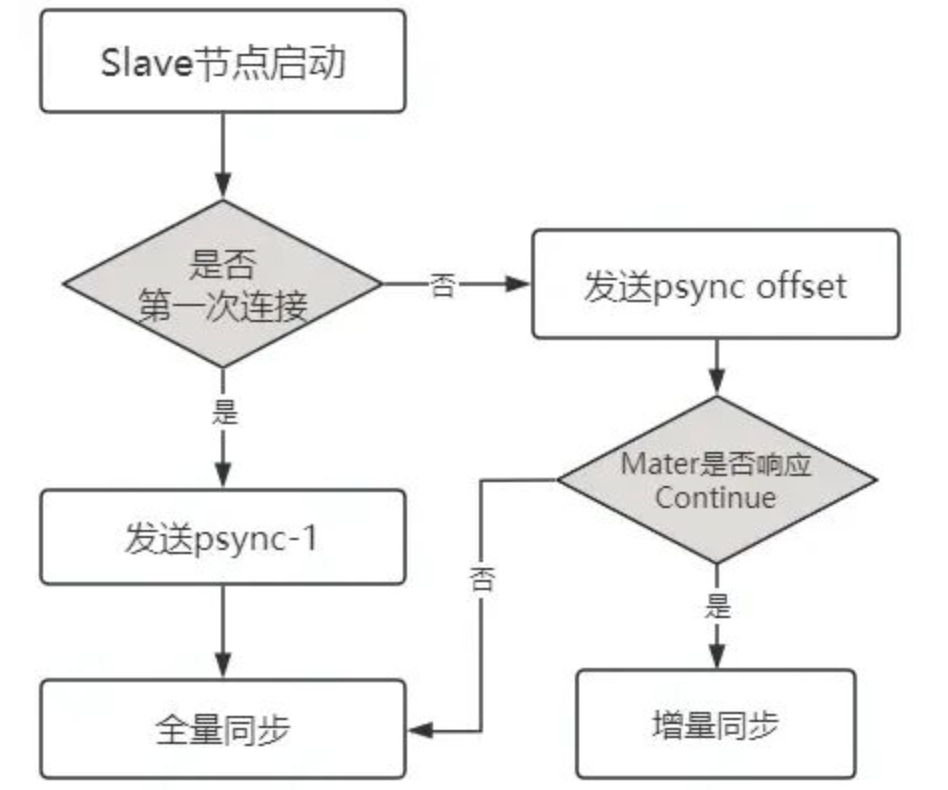 Slave节点启动
是否
第一次连接
否
发送psync offset
是
Mater是否响应
Continue
发送psync-1
否
是
全量同步
增量同步